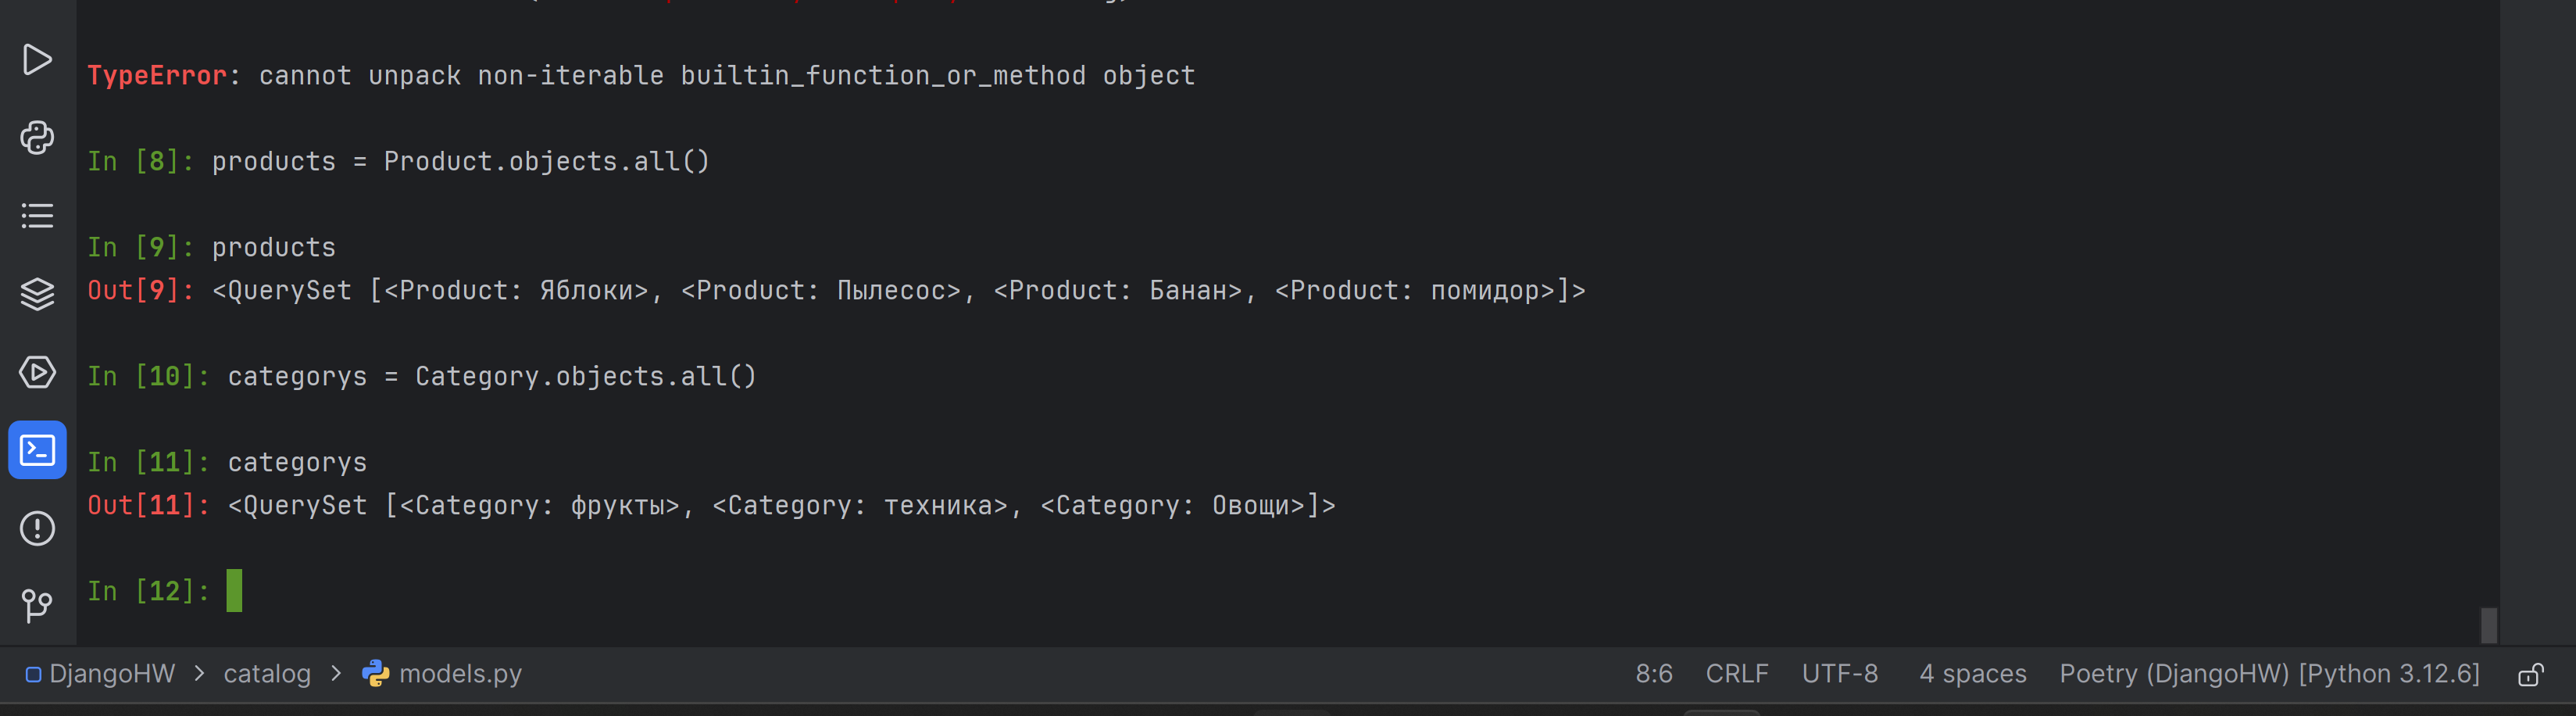 TypeError: cannot unpack non-iterable builtin_function_or_method object
In [8]: products = Product.objects.all()
In [9]: products
Out[9]: <QuerySet [<Product: Яблоки>, <Product: Пылесос>, <Product: Банан>, <Product: помидор>]>
In [10]: categorys = Category.objects.all()
In [11]: categorys
Out[11]: <QuerySet [<Category: фрукты>, <Category: техника>, <Category: Овощи>]>
In [12]:
DjangoHW > catalog > models.py 8:6 CRLF UTF-8 4 spaces Poetry (DjangoHW) [Python 3.12.6]